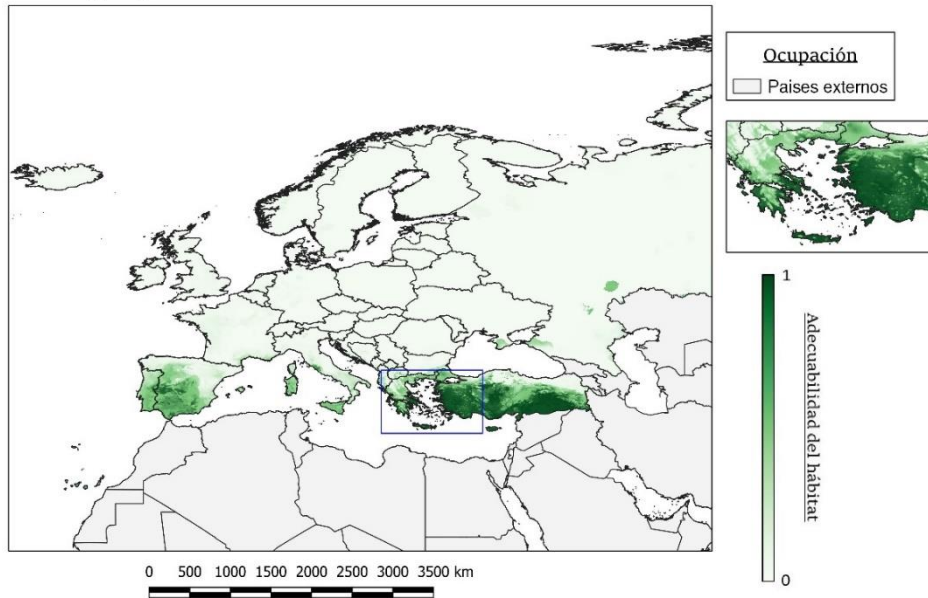 Ocupación
Paises externos
1
Adecuabilidad del hábitat
0
0 500 1000 1500 2000 2500 3000 3500 km